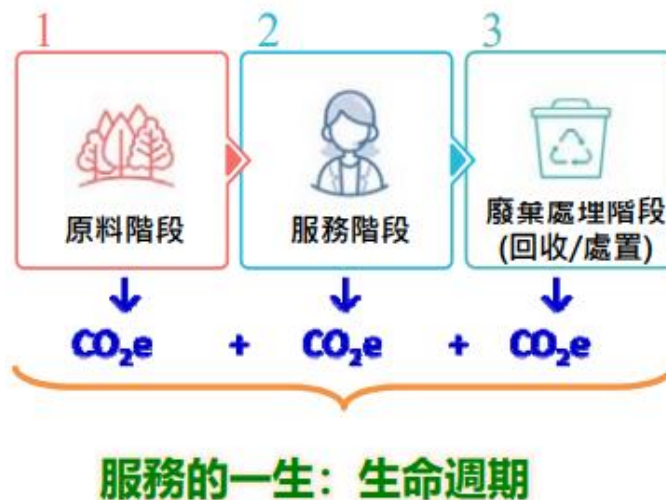 1
2
3
原料階段
服務階段
廢棄處理階段
(回收/處置)
CO₂e + CO₂e + CO₂e
服務的一生：生命週期